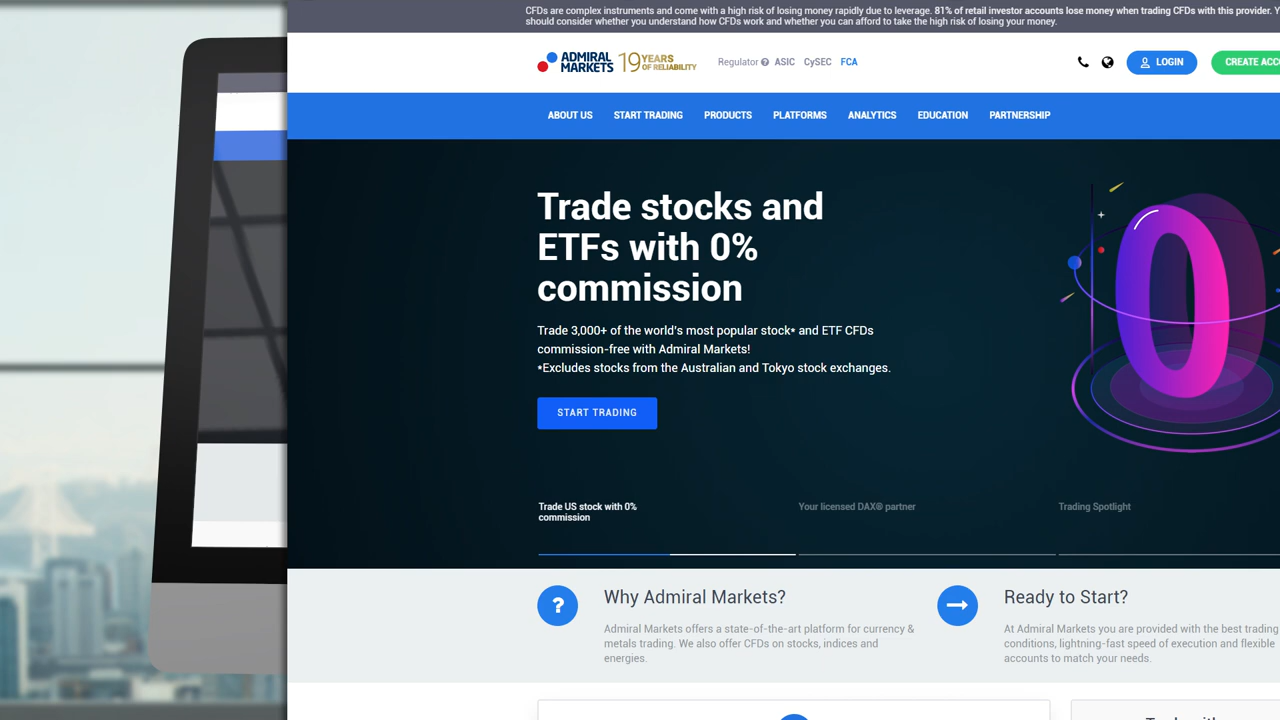 CFDs are complex instruments and come with a high risk of losing money rapidly due to leverage. 81% of retail investor accounts lose money when trading CFDs with this provider.
should consider whether you understand how CFDs work and whether you can afford to take the high risk of losing your money.
ADMIRAL MARKETS 19 YEARS OF RELIABILITY
Regulator ASIC CySEC FCA
LOGIN
CREATE
ABOUT US START TRADING PRODUCTS PLATFORMS ANALYTICS EDUCATION PARTNERSHIP
Trade stocks and
ETFs with 0%
commission
0
Trade 3,000+ of the world's most popular stock* and ETF CFDs
commission-free with Admiral Markets!
*Excludes stocks from the Australian and Tokyo stock exchanges.
START TRADING
Trade US stock with 0%
commission
Your licensed DAX® partner
Trading Spotlight
? Why Admiral Markets?
Admiral Markets offers a state-of-the-art platform for currency &
metals trading. We also offer CFDs on stocks, indices and
energies.
Ready to Start?
At Admiral Markets you are provided with the best trading
conditions, lightning-fast speed of execution and flexible
accounts to match your needs.